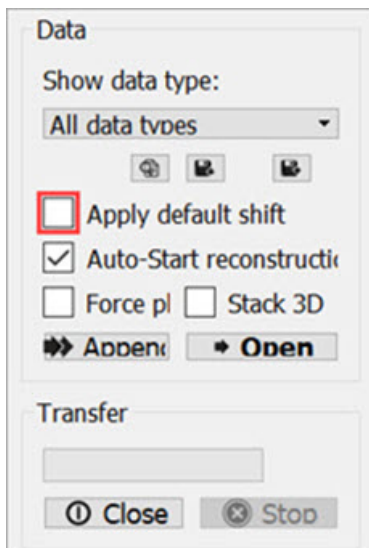 Data
Show data type:
All data types
Apply default shift
Auto-Start reconstructio
Force pl Stack 3D
Append Open
Transfer
Close Stop